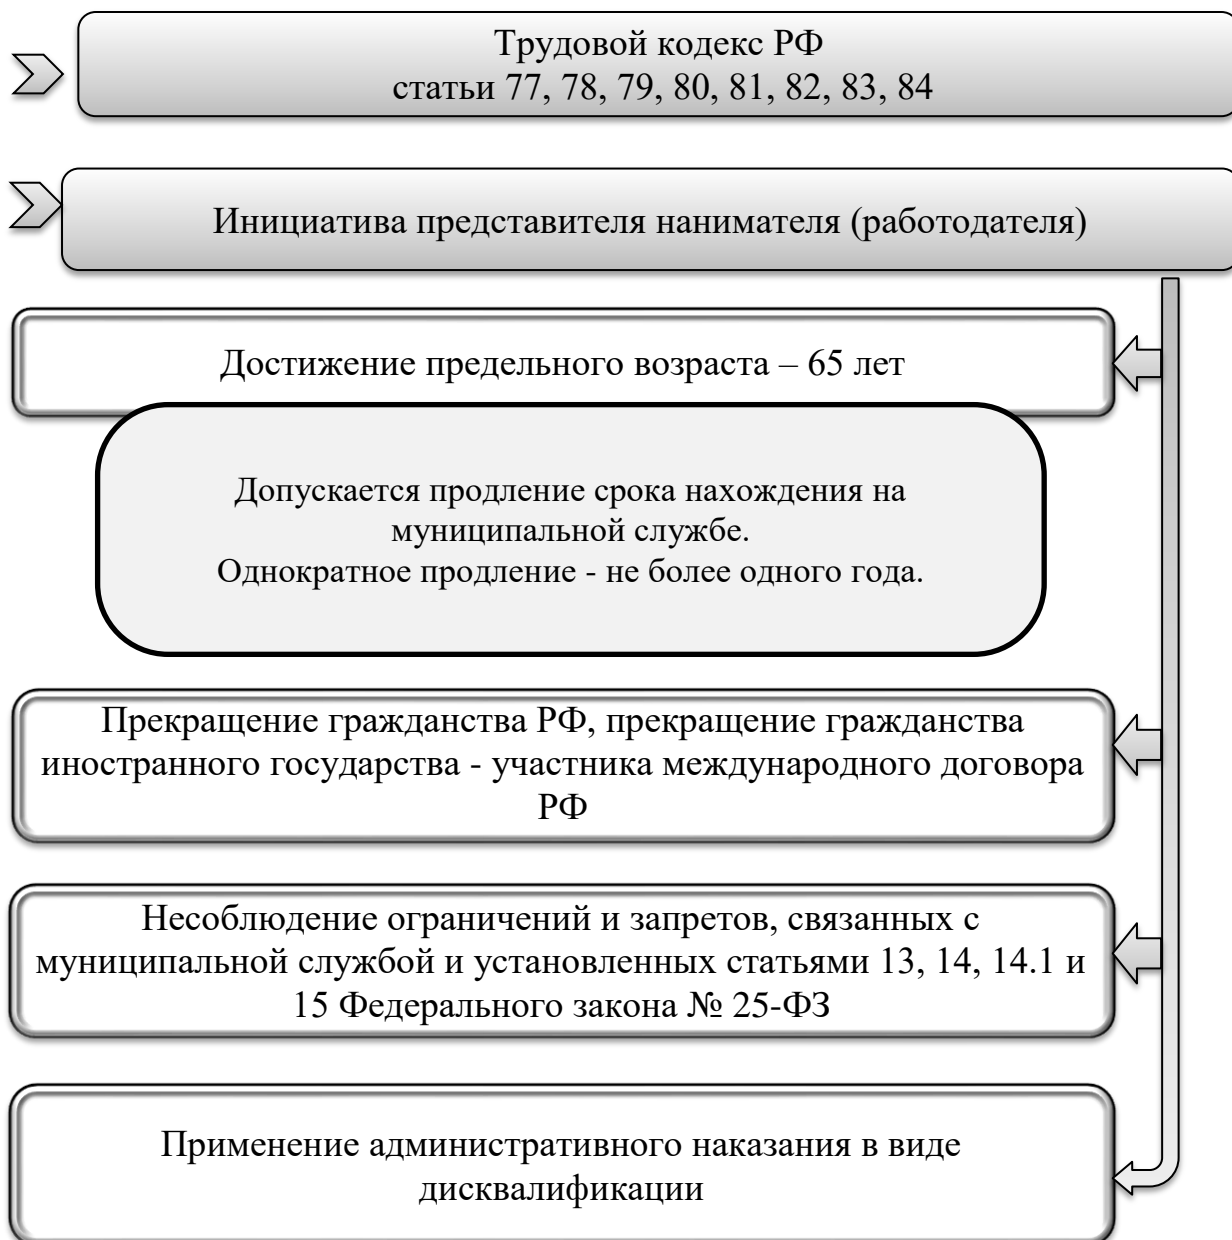 Трудовой кодекс РФ
статьи 77, 78, 79, 80, 81, 82, 83, 84
Инициатива представителя нанимателя (работодателя)
Достижение предельного возраста – 65 лет
Допускается продление срока нахождения на
муниципальной службе.
Однократное продление - не более одного года.
Прекращение гражданства РФ, прекращение гражданства
иностранного государства - участника международного договора
РФ
Несоблюдение ограничений и запретов, связанных с
муниципальной службой и установленных статьями 13, 14, 14.1 и
15 Федерального закона № 25-ФЗ
Применение административного наказания в виде
дисквалификации